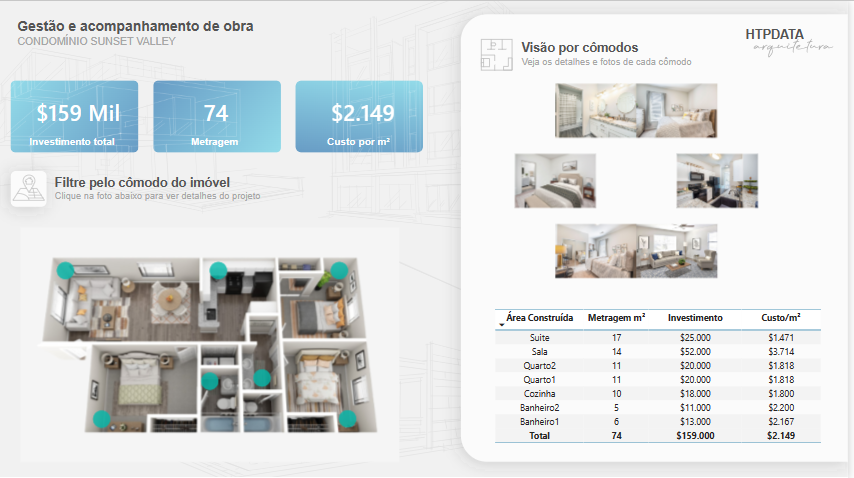 Gestão e acompanhamento de obra
CONDOMÍNIO SUNSET VALLEY
$159 Mil
Investimento total
74
Metragem
$2.149
Custo por m²
Filtre pelo cômodo do imóvel
Clique na foto abaixo para ver detalhes do projeto
Visão por cômodos
Veja os detalhes e fotos de cada cômodo
HTPDATA
arquitetura
Área Construída Metragem m² Investimento Custo/m²
Suite 17 $25.000 $1.471
Sala 14 $52.000 $3.714
Quarto2 11 $20.000 $1.818
Quarto1 11 $20.000 $1.818
Cozinha 10 $18.000 $1.800
Banheiro2 5 $11.000 $2.200
Banheiro1 6 $13.000 $2.167
Total 74 $159.000 $2.149